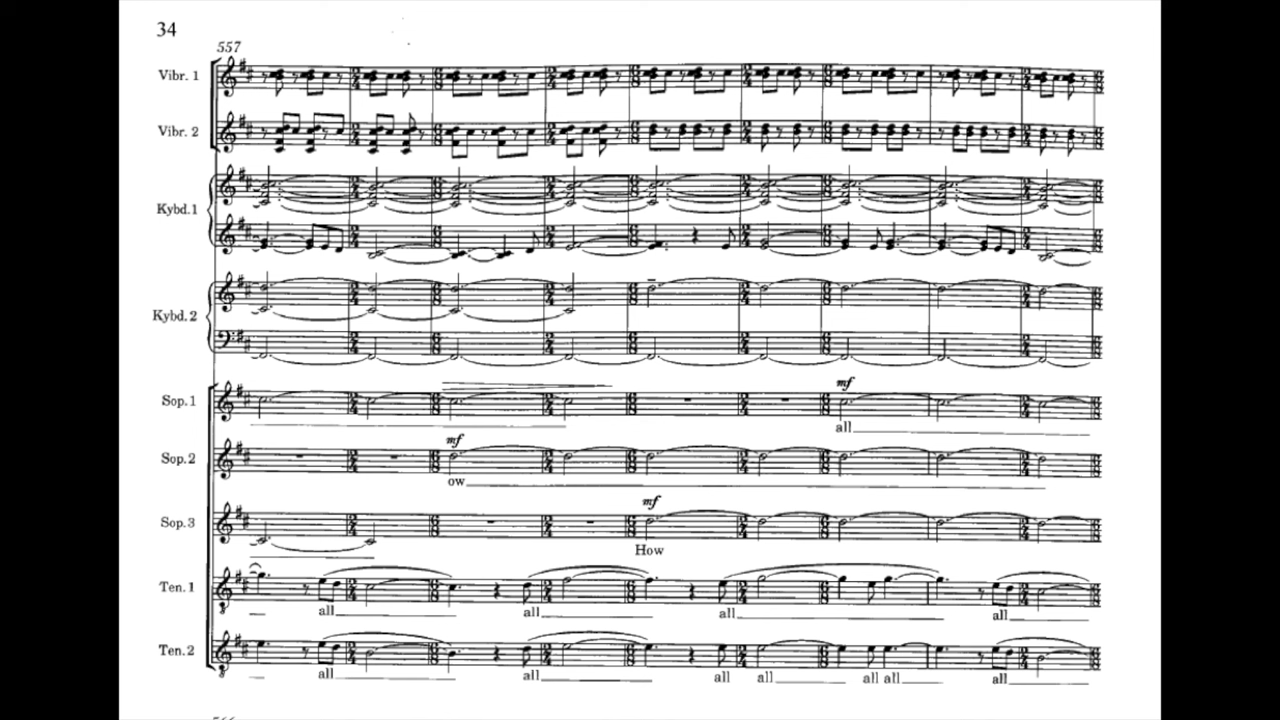 34
557
Vibr. 1
Vibr. 2
Kybd.1
Kybd.2
Sop.1
mf
all
Sop.2
mf
ow
Sop.3
mf
How
Ten.1
all all all all
Ten.2
all all all all all all all